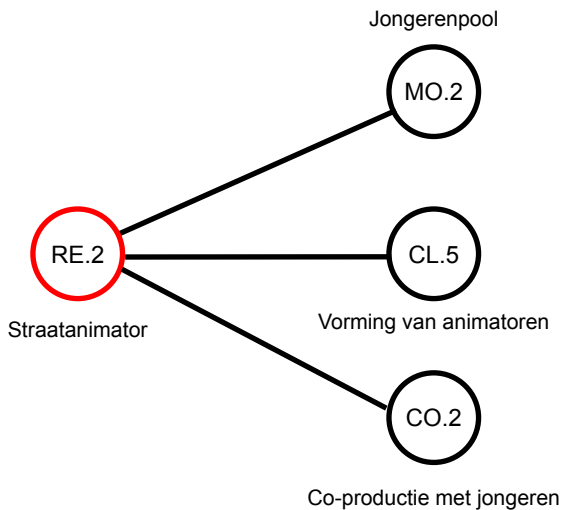 Jongerenpool
MO.2
RE.2
CL.5
Straatanimator
Vorming van animatoren
CO.2
Co-productie met jongeren